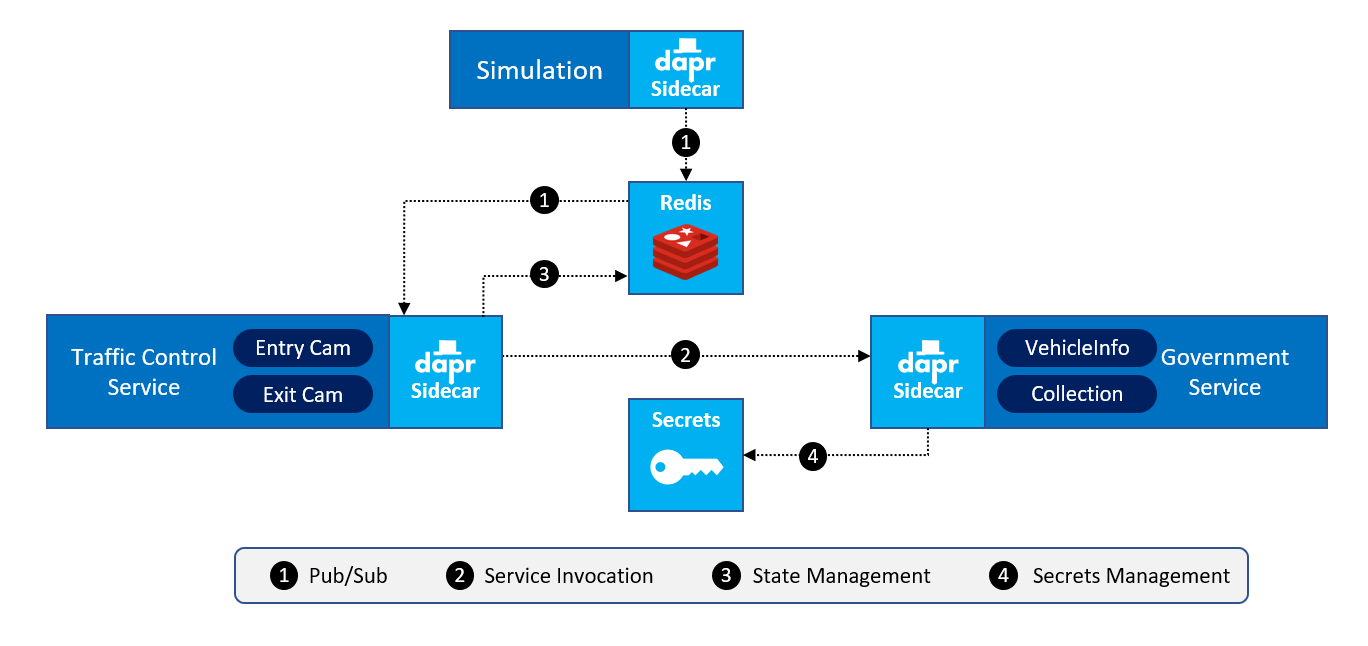 Simulation
dapr
Sidecar
1
Redis
1
3
Traffic Control
Service
Entry Cam
Exit Cam
dapr
Sidecar
2
dapr
Sidecar
VehicleInfo
Collection
Government
Service
Secrets
4
1 Pub/Sub
2 Service Invocation
3 State Management
4 Secrets Management